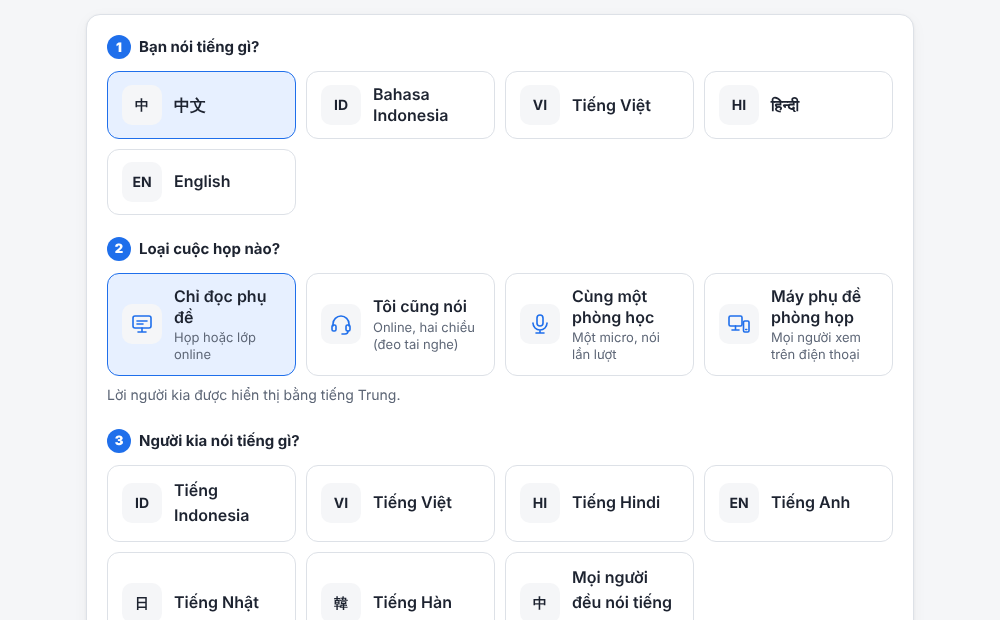 1 Bạn nói tiếng gì?
中 中文
ID Bahasa Indonesia
VI Tiếng Việt
HI हिन्दी
EN English
2 Loại cuộc họp nào?
Chỉ đọc phụ đề
Họp hoặc lớp online
Tôi cũng nói
Online, hai chiều (đeo tai nghe)
Cùng một phòng học
Một micro, nói lần lượt
Máy phụ đề phòng họp
Mọi người xem trên điện thoại
Lời người kia được hiển thị bằng tiếng Trung.
3 Người kia nói tiếng gì?
ID Tiếng Indonesia
VI Tiếng Việt
HI Tiếng Hindi
EN Tiếng Anh
日 Tiếng Nhật
韓 Tiếng Hàn
中 Mọi người đều nói tiếng